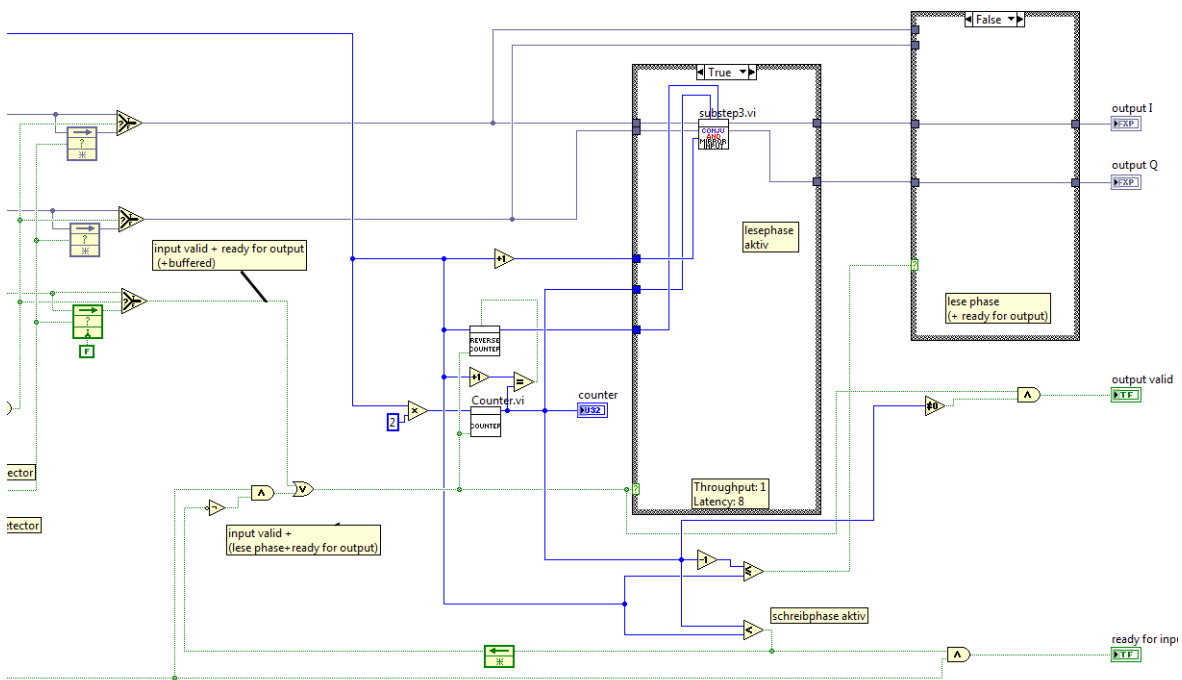 False
True
output I
FXP
substep3.vi
CONJU
AND
MIRROR
INPUT
output Q
FXP
input valid + ready for output
(+buffered)
lesephase
aktiv
+1
lese phase
(+ ready for output)
F
REVERSE
COUNTER
+1
=
Counter.vi
COUNTER
counter
U32
2
x
output valid
TF
≠0
ector
etector
Throughput: 1
Latency: 8
input valid +
(lese phase+ready for output)
-1
≤
<
schreibphase aktiv
ready for inpu
TF